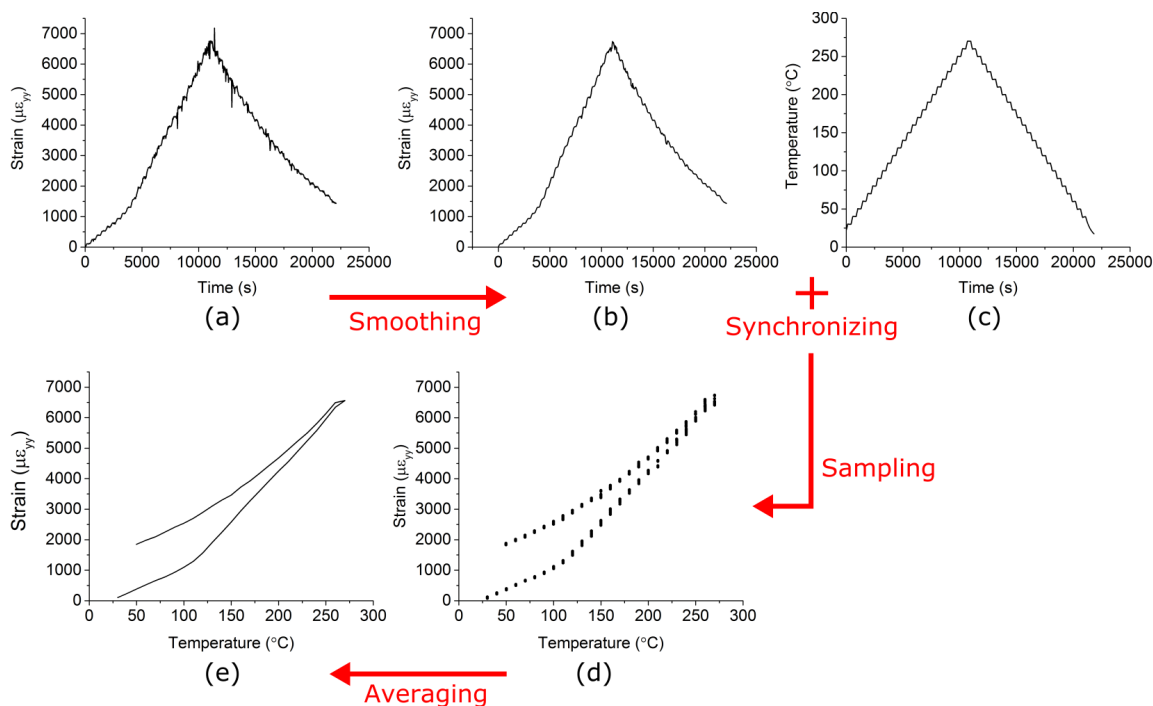 7000
6000
5000
4000
3000
2000
1000
0
Strain (με_yy)
0 5000 10000 15000 20000 25000
Time (s)
(a)
7000
6000
5000
4000
3000
2000
1000
0
Strain (με_yy)
0 5000 10000 15000 20000 25000
Time (s)
(b)
300
250
200
150
100
50
0
Temperature (°C)
0 5000 10000 15000 20000 25000
Time (s)
(c)
Smoothing
+
Synchronizing
Sampling
7000
6000
5000
4000
3000
2000
1000
0
Strain (με_yy)
0 50 100 150 200 250 300
Temperature (°C)
(e)
7000
6000
5000
4000
3000
2000
1000
0
Strain (με_yy)
0 50 100 150 200 250 300
Temperature (°C)
(d)
Averaging